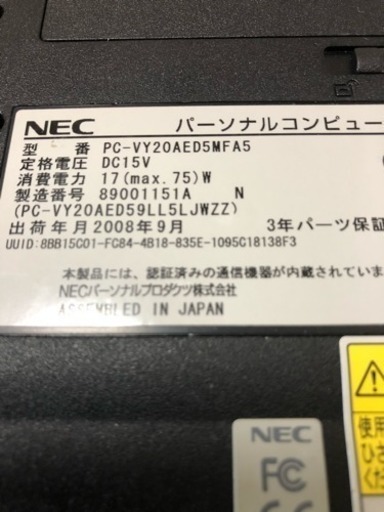 NEC パーソナルコンピュー
型 番 PC-VY20AED5MFA5
定格電圧 DC15V
消費電力 17(max.75)W
製造番号 89001151A N
(PC-VY20AED59LL5LJWZZ)
出荷年月 2008年9月 3年パーツ保証
UUID:8BB15C01-FC84-4B18-835E-1095C18138F3
本製品には、認証済みの通信機器が内蔵されて
NECパーソナルプロダクツ株式会社
ASSEMBLED IN JAPAN
使用
ひさ
くだ
NEC
FC